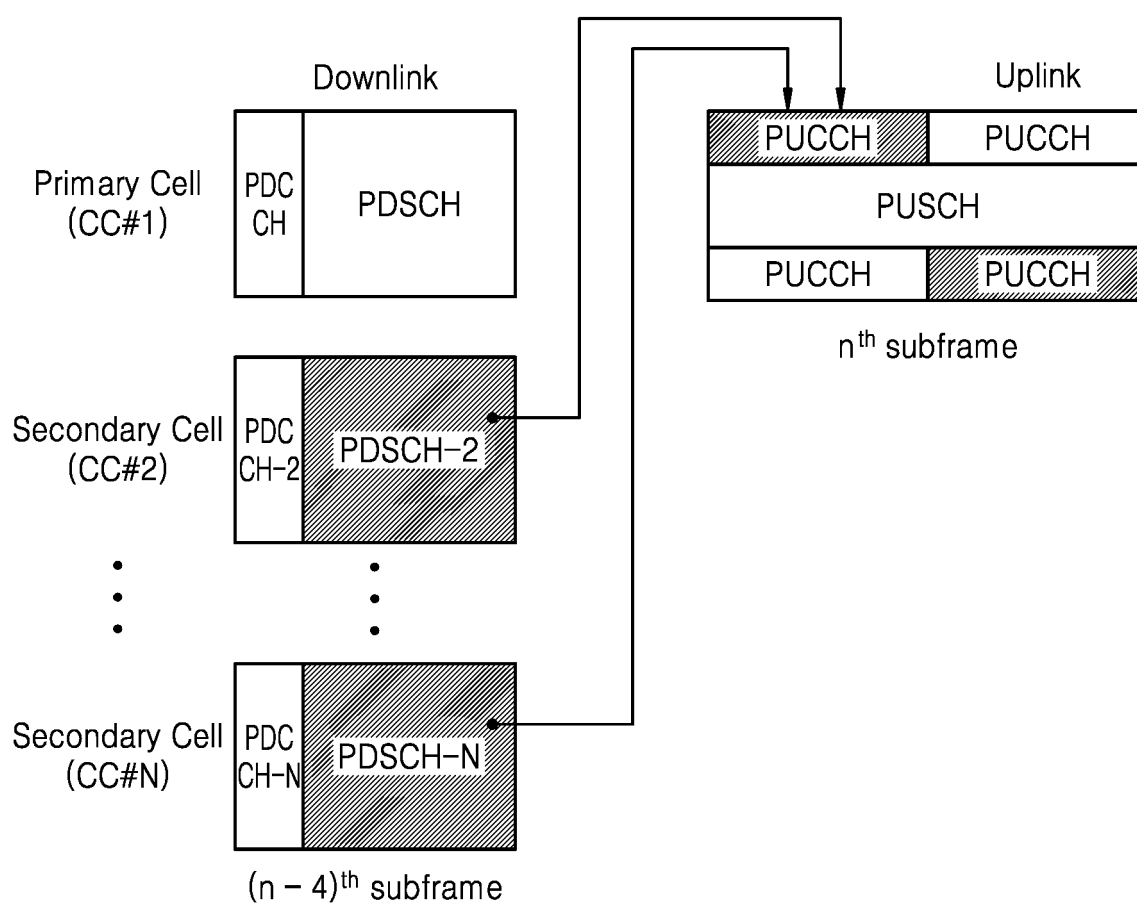 Downlink
Uplink
Primary Cell
(CC#1)
PDC
CH
PDSCH
PUCCH
PUCCH
PUSCH
PUCCH
PUCCH
nth subframe
Secondary Cell
(CC#2)
PDC
CH-2
PDSCH-2
Secondary Cell
(CC#N)
PDC
CH-N
PDSCH-N
(n - 4)th subframe